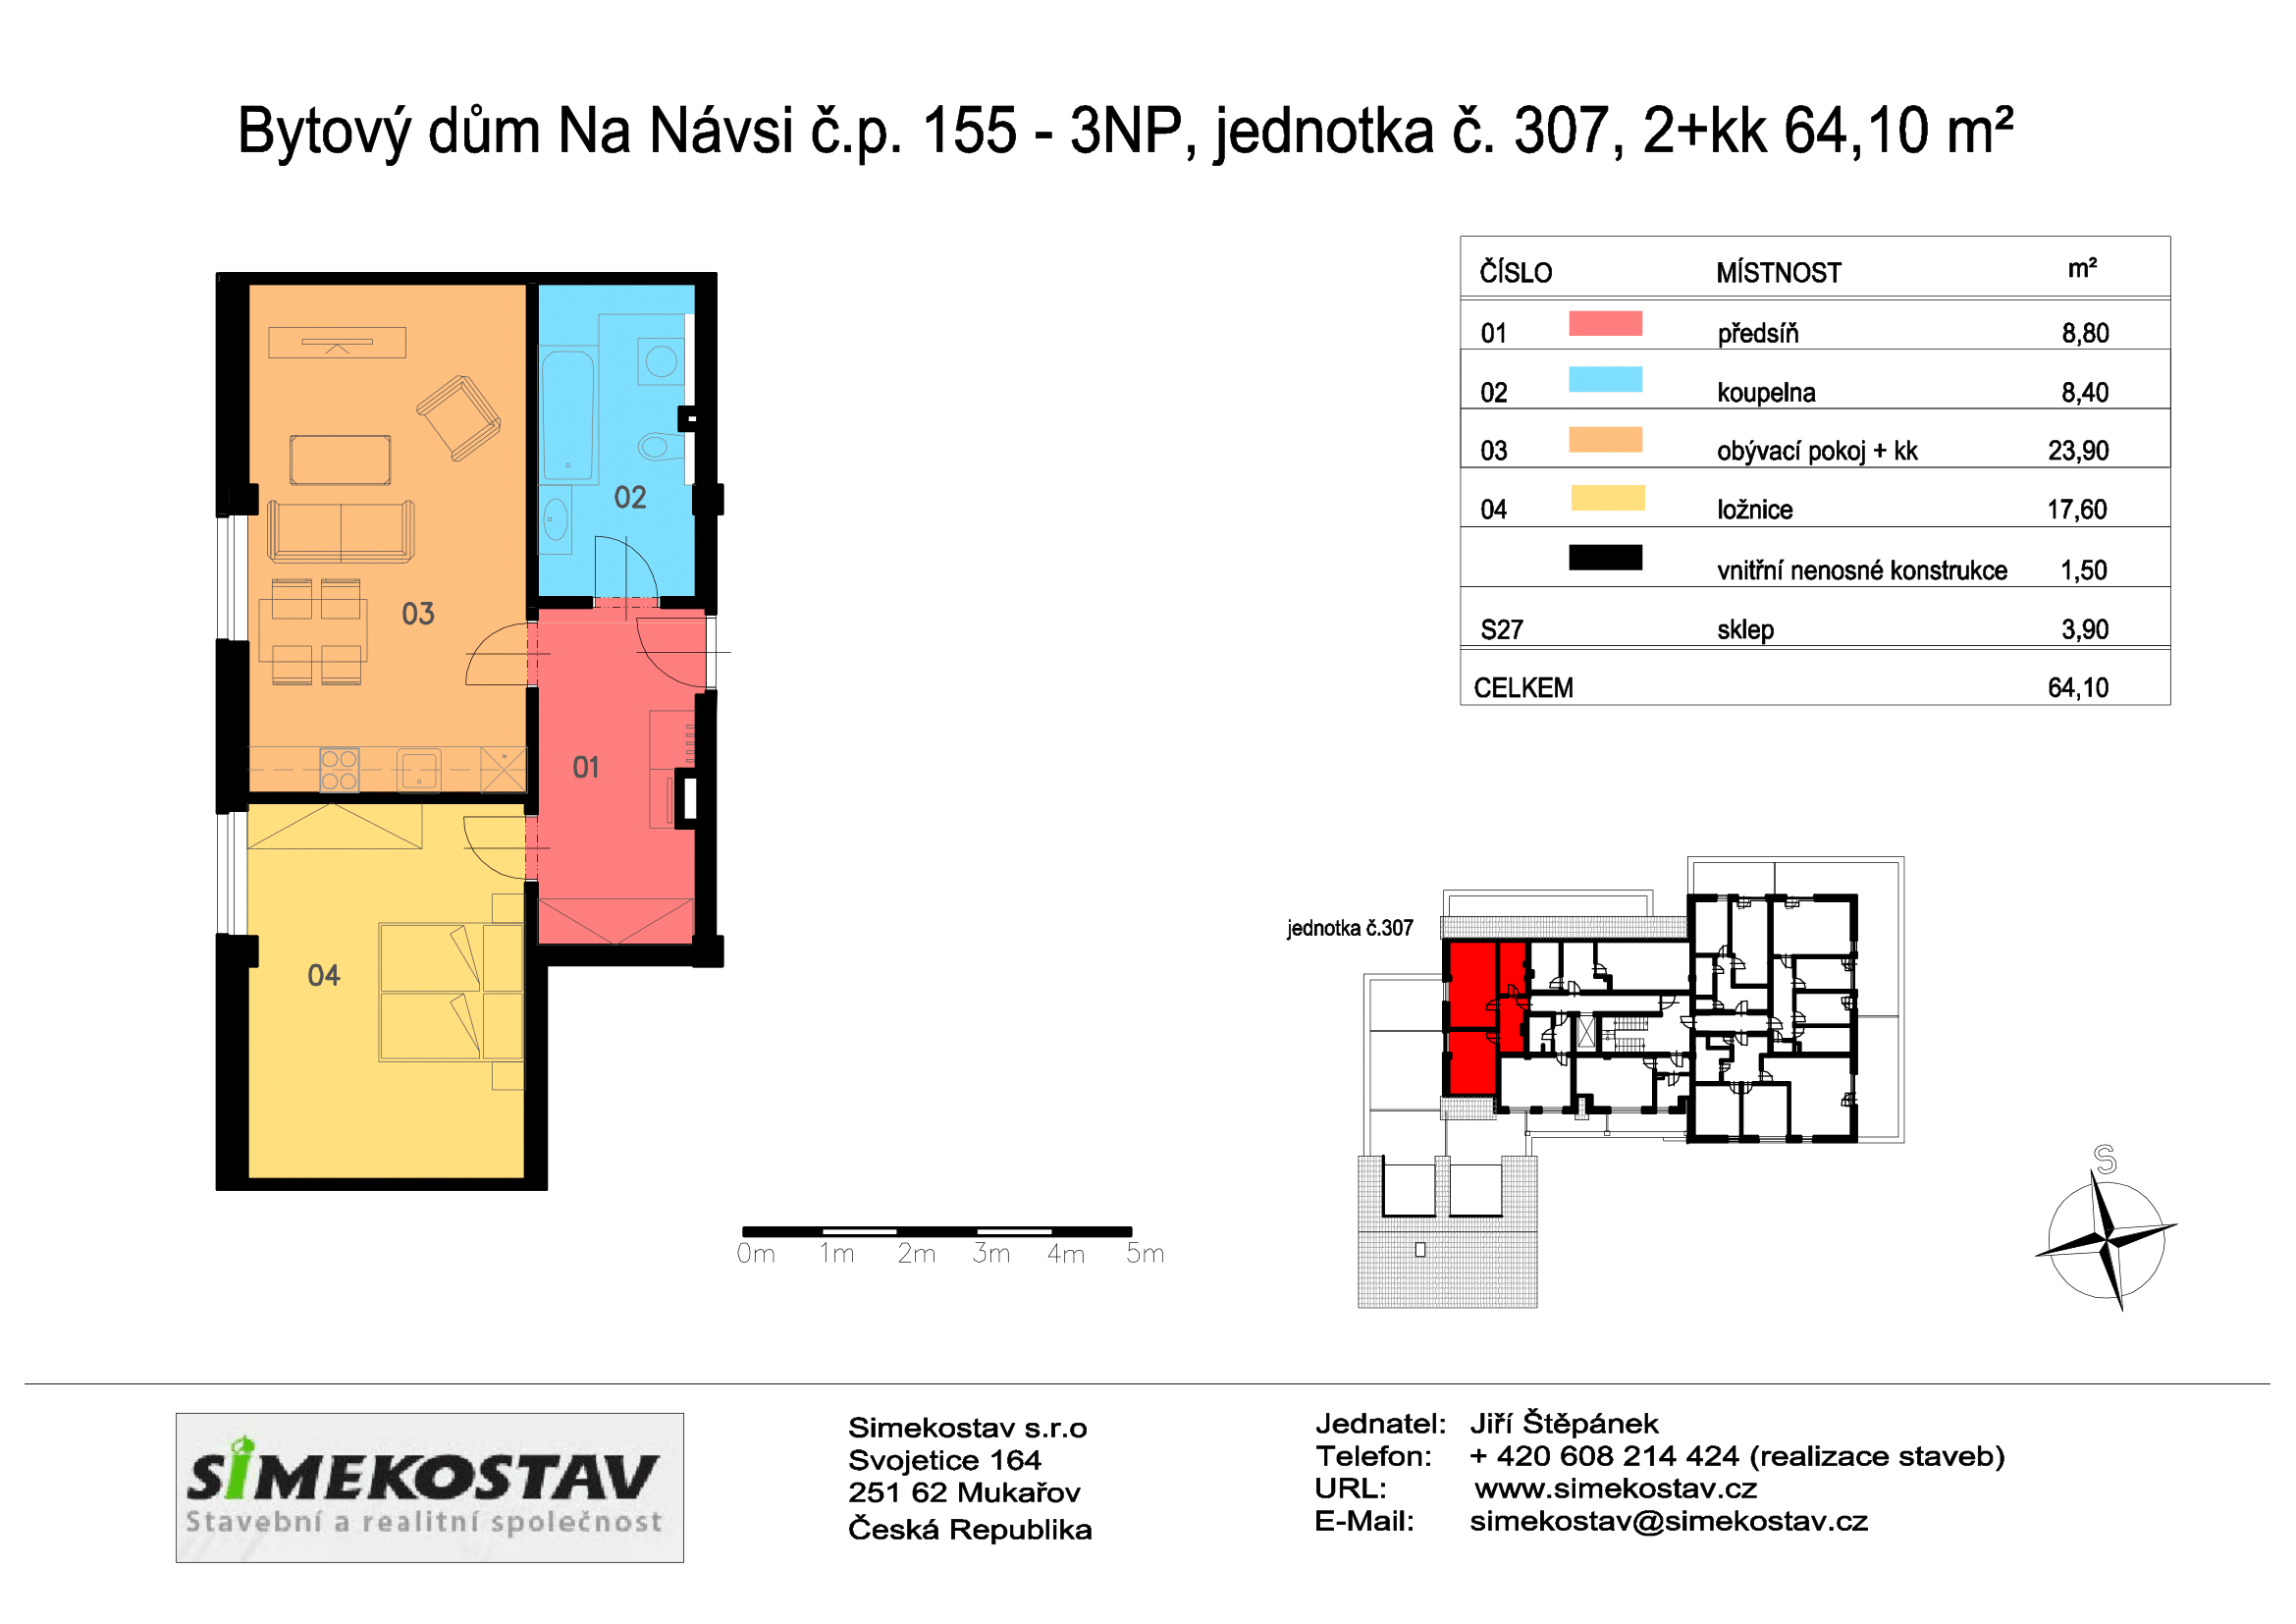 Bytový dům Na Návsi č.p. 155 - 3NP, jednotka č. 307, 2+kk 64,10 m²
ČÍSLO MÍSTNOST m²
01 předsíň 8,80
02 koupelna 8,40
03 obývací pokoj + kk 23,90
04 ložnice 17,60
vnitřní nenosné konstrukce 1,50
S27 sklep 3,90
CELKEM 64,10
02
03
01
04
jednotka č.307
S
0m 1m 2m 3m 4m 5m
SIMEKOSTAV
Stavební a realitní společnost
Simekostav s.r.o
Svojetice 164
251 62 Mukařov
Česká Republika
Jednatel: Jiří Štěpánek
Telefon: + 420 608 214 424 (realizace staveb)
URL: www.simekostav.cz
E-Mail: simekostav@simekostav.cz